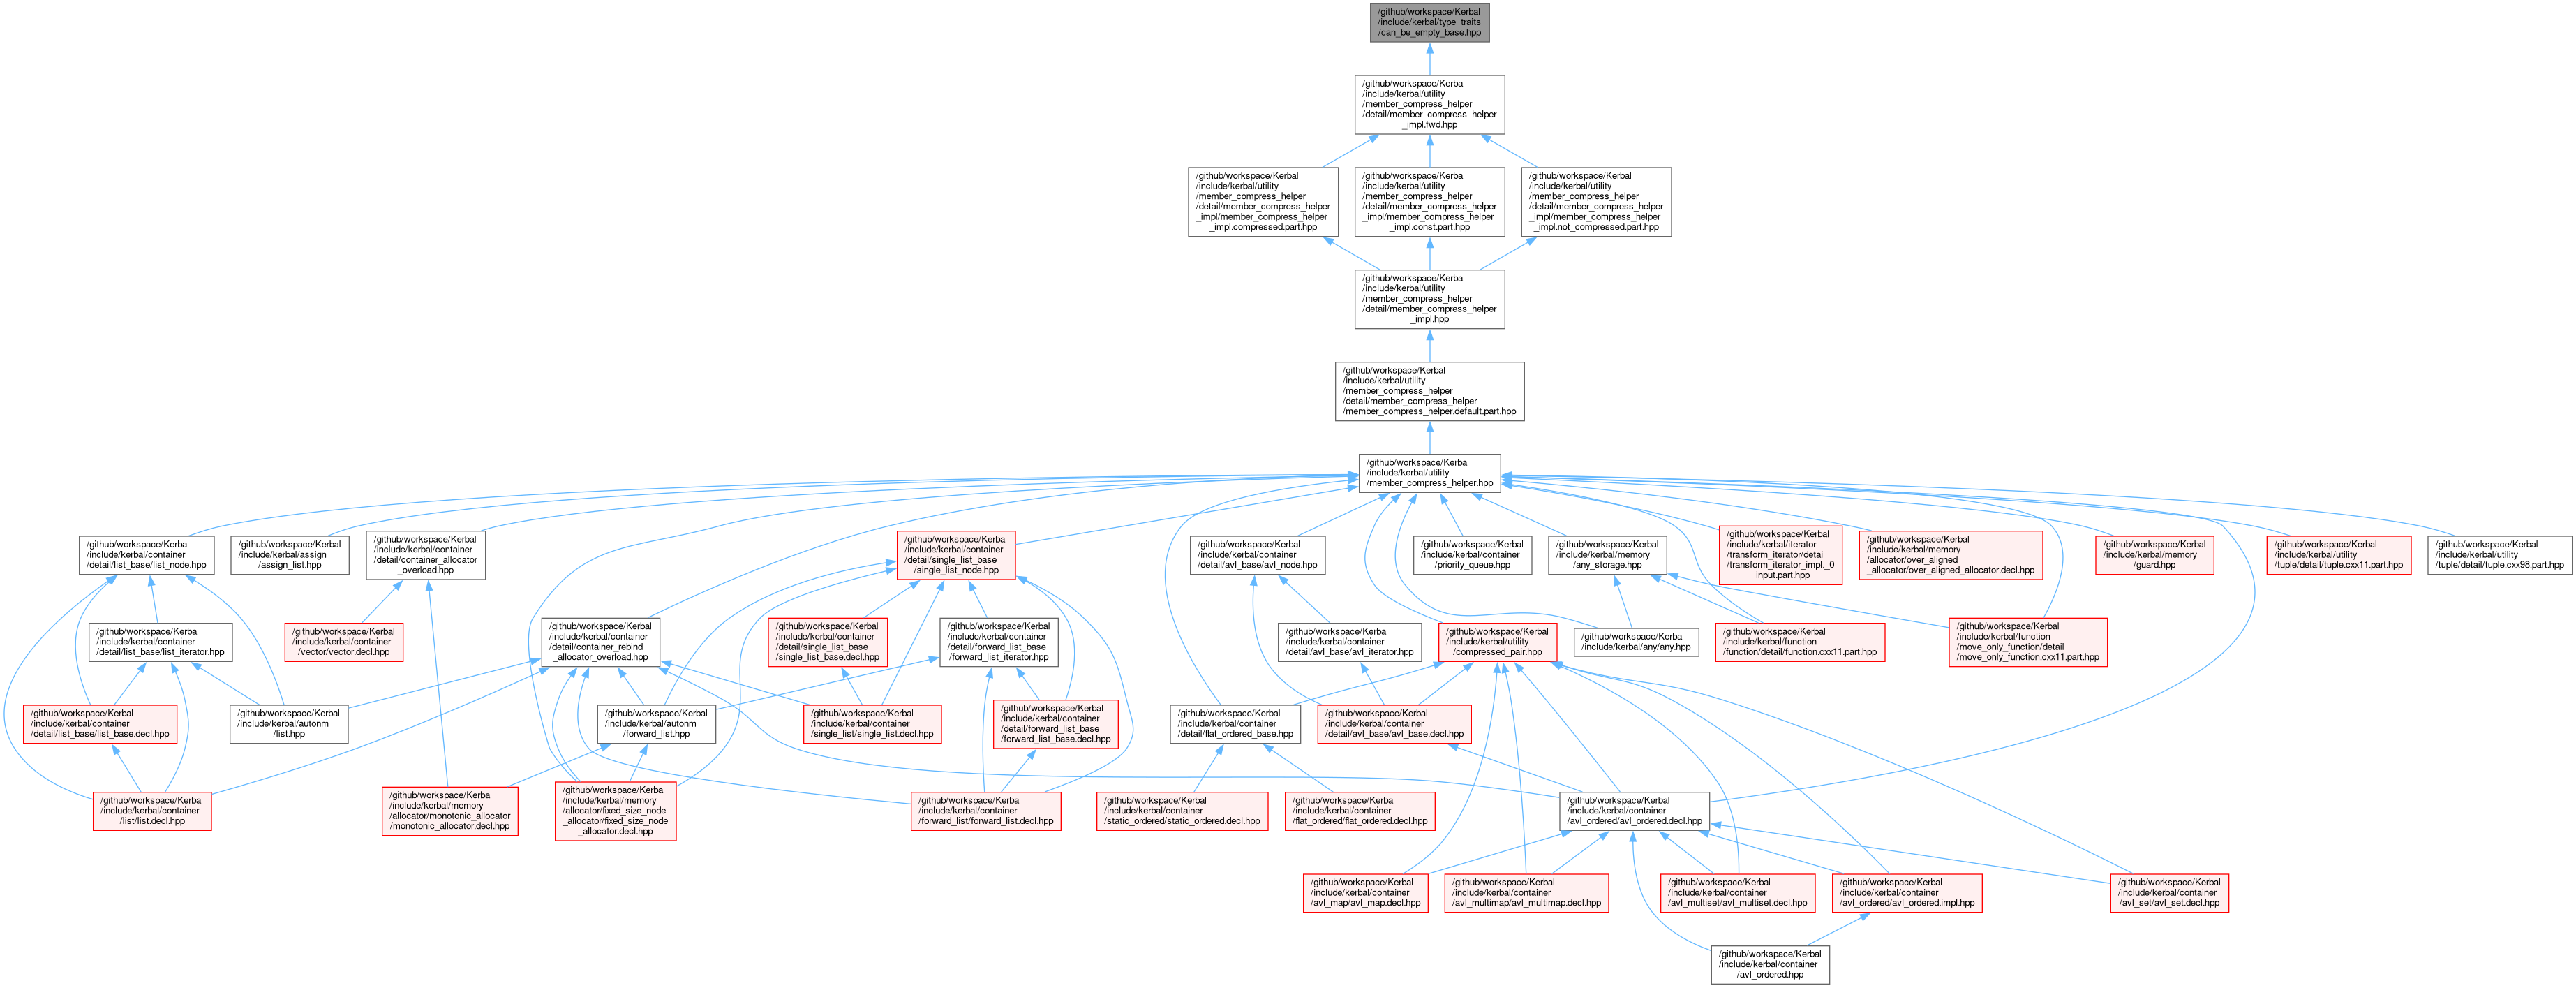 /github/workspace/Kerbal
/include/kerbal/type_traits
/can_be_empty_base.hpp
/github/workspace/Kerbal
/include/kerbal/utility
/member_compress_helper
/detail/member_compress_helper
_impl.fwd.hpp
/github/workspace/Kerbal
/include/kerbal/utility
/member_compress_helper
/detail/member_compress_helper
_impl/member_compress_helper
_impl.compressed.part.hpp
/github/workspace/Kerbal
/include/kerbal/utility
/member_compress_helper
/detail/member_compress_helper
_impl/member_compress_helper
_impl.const.part.hpp
/github/workspace/Kerbal
/include/kerbal/utility
/member_compress_helper
/detail/member_compress_helper
_impl/member_compress_helper
_impl.not_compressed.part.hpp
/github/workspace/Kerbal
/include/kerbal/utility
/member_compress_helper
/detail/member_compress_helper
_impl.hpp
/github/workspace/Kerbal
/include/kerbal/utility
/member_compress_helper
/detail/member_compress_helper
/member_compress_helper.default.part.hpp
/github/workspace/Kerbal
/include/kerbal/utility
/member_compress_helper.hpp
/github/workspace/Kerbal
/include/kerbal/container
/detail/list_base/list_node.hpp
/github/workspace/Kerbal
/include/kerbal/assign
/assign_list.hpp
/github/workspace/Kerbal
/include/kerbal/container
/detail/container_allocator
_overload.hpp
/github/workspace/Kerbal
/include/kerbal/container
/detail/single_list_base
/single_list_node.hpp
/github/workspace/Kerbal
/include/kerbal/container
/detail/avl_base/avl_node.hpp
/github/workspace/Kerbal
/include/kerbal/container
/priority_queue.hpp
/github/workspace/Kerbal
/include/kerbal/memory
/any_storage.hpp
/github/workspace/Kerbal
/include/kerbal/iterator
/transform_iterator/detail
/transform_iterator_impl._0
_input.part.hpp
/github/workspace/Kerbal
/include/kerbal/memory
/allocator/over_aligned
_allocator/over_aligned_allocator.decl.hpp
/github/workspace/Kerbal
/include/kerbal/memory
/guard.hpp
/github/workspace/Kerbal
/include/kerbal/utility
/tuple/detail/tuple.cxx11.part.hpp
/github/workspace/Kerbal
/include/kerbal/utility
/tuple/detail/tuple.cxx98.part.hpp
/github/workspace/Kerbal
/include/kerbal/container
/detail/list_base/list_iterator.hpp
/github/workspace/Kerbal
/include/kerbal/container
/vector/vector.decl.hpp
/github/workspace/Kerbal
/include/kerbal/container
/detail/container_rebind
_allocator_overload.hpp
/github/workspace/Kerbal
/include/kerbal/container
/detail/single_list_base
/single_list_base.decl.hpp
/github/workspace/Kerbal
/include/kerbal/container
/detail/forward_list_base
/forward_list_iterator.hpp
/github/workspace/Kerbal
/include/kerbal/container
/detail/avl_base/avl_iterator.hpp
/github/workspace/Kerbal
/include/kerbal/utility
/compressed_pair.hpp
/github/workspace/Kerbal
/include/kerbal/any/any.hpp
/github/workspace/Kerbal
/include/kerbal/function
/function/detail/function.cxx11.part.hpp
/github/workspace/Kerbal
/include/kerbal/function
/move_only_function/detail
/move_only_function.cxx11.part.hpp
/github/workspace/Kerbal
/include/kerbal/container
/detail/list_base/list_base.decl.hpp
/github/workspace/Kerbal
/include/kerbal/autonm
/list.hpp
/github/workspace/Kerbal
/include/kerbal/autonm
/forward_list.hpp
/github/workspace/Kerbal
/include/kerbal/container
/single_list/single_list.decl.hpp
/github/workspace/Kerbal
/include/kerbal/container
/detail/forward_list_base
/forward_list_base.decl.hpp
/github/workspace/Kerbal
/include/kerbal/container
/detail/flat_ordered_base.hpp
/github/workspace/Kerbal
/include/kerbal/container
/detail/avl_base/avl_base.decl.hpp
/github/workspace/Kerbal
/include/kerbal/container
/list/list.decl.hpp
/github/workspace/Kerbal
/include/kerbal/memory
/allocator/monotonic_allocator
/monotonic_allocator.decl.hpp
/github/workspace/Kerbal
/include/kerbal/memory
/allocator/fixed_size_node
_allocator/fixed_size_node
_allocator.decl.hpp
/github/workspace/Kerbal
/include/kerbal/container
/forward_list/forward_list.decl.hpp
/github/workspace/Kerbal
/include/kerbal/container
/static_ordered/static_ordered.decl.hpp
/github/workspace/Kerbal
/include/kerbal/container
/flat_ordered/flat_ordered.decl.hpp
/github/workspace/Kerbal
/include/kerbal/container
/avl_ordered/avl_ordered.decl.hpp
/github/workspace/Kerbal
/include/kerbal/container
/avl_map/avl_map.decl.hpp
/github/workspace/Kerbal
/include/kerbal/container
/avl_multimap/avl_multimap.decl.hpp
/github/workspace/Kerbal
/include/kerbal/container
/avl_multiset/avl_multiset.decl.hpp
/github/workspace/Kerbal
/include/kerbal/container
/avl_ordered/avl_ordered.impl.hpp
/github/workspace/Kerbal
/include/kerbal/container
/avl_set/avl_set.decl.hpp
/github/workspace/Kerbal
/include/kerbal/container
/avl_ordered.hpp